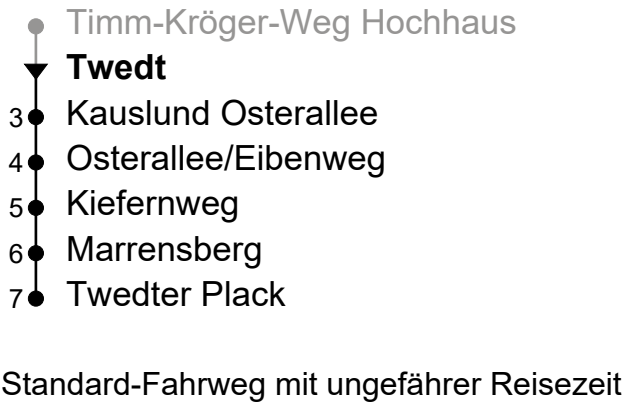 Timm-Kröger-Weg Hochhaus
Twedt
3 Kauslund Osterallee
4 Osterallee/Eibenweg
5 Kiefernweg
6 Marrensberg
7 Twedter Plack
Standard-Fahrweg mit ungefährer Reisezeit